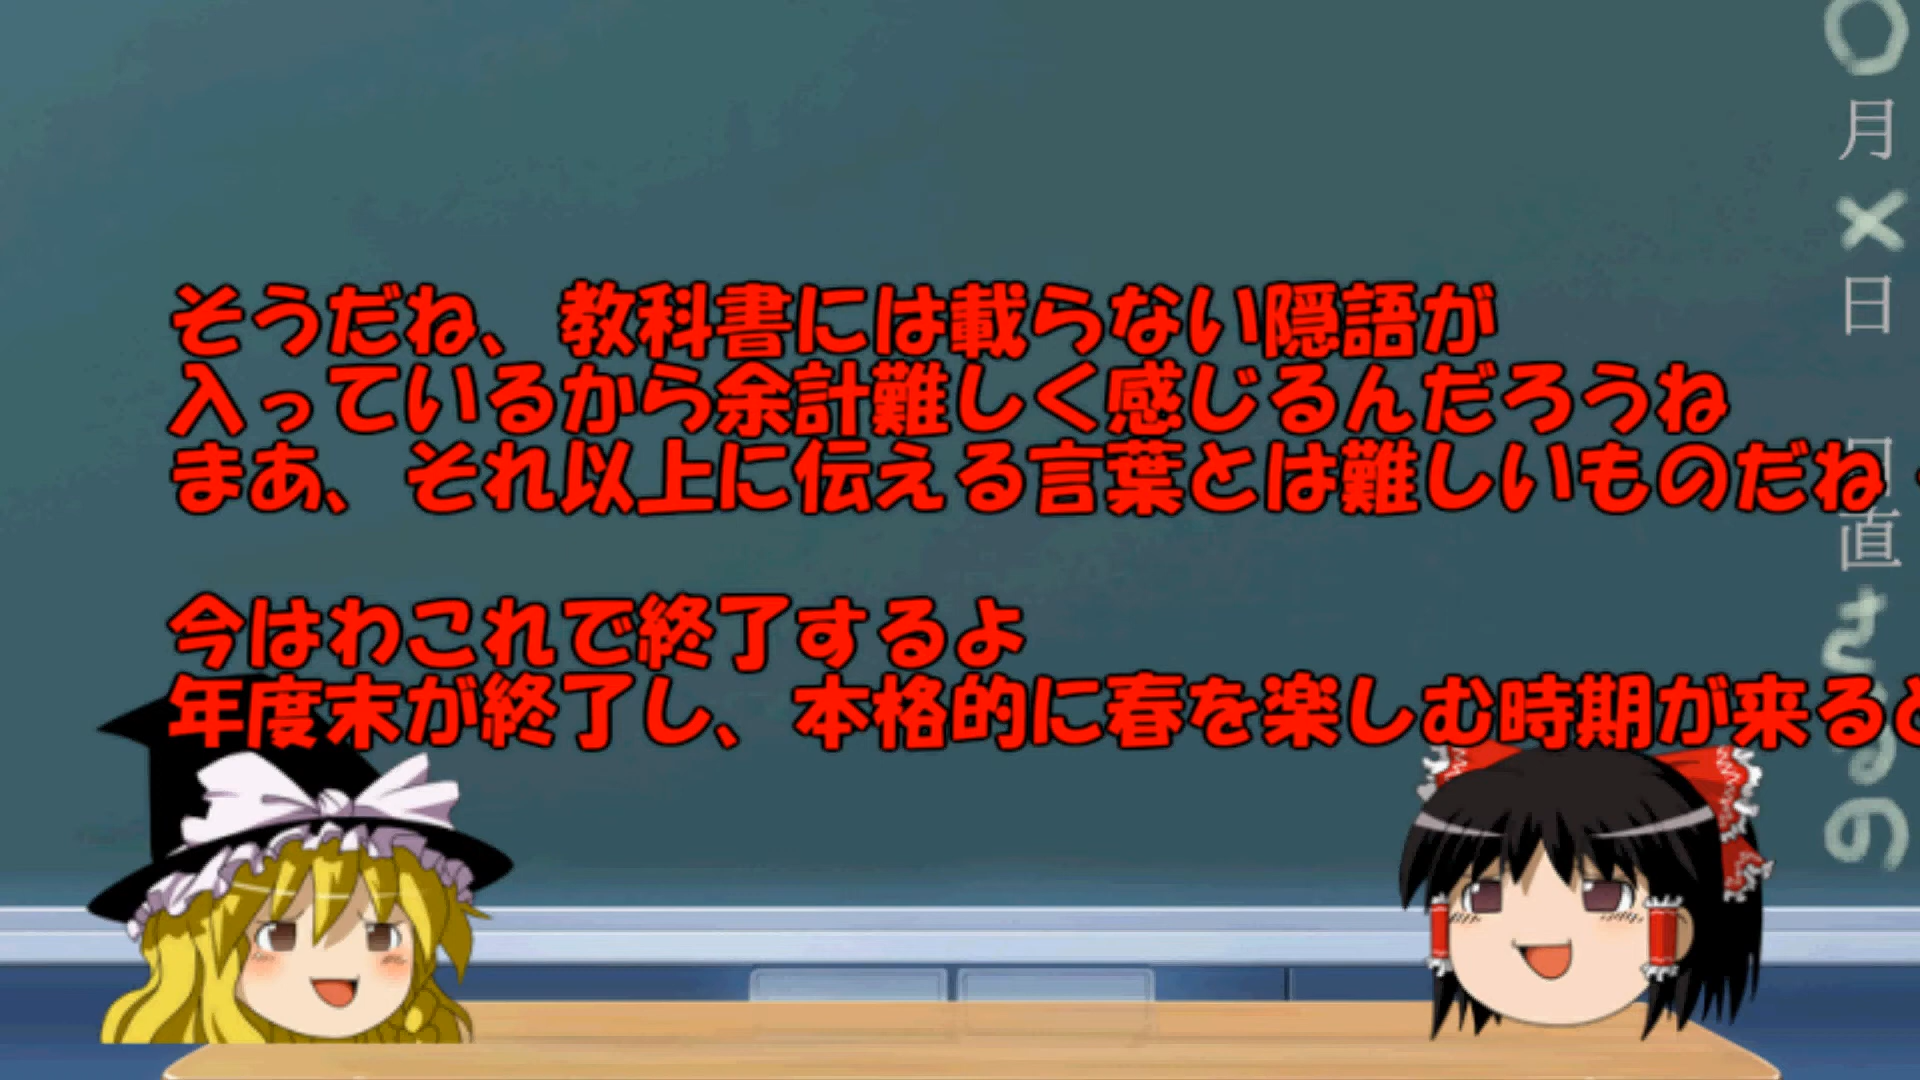 そうだね、教科書には載らない隠語が
入っているから余計難しく感じるんだろうね
まあ、それ以上に伝える言葉とは難しいものだね
今はわこれで終了するよ
年度末が終了し、本格的に春を楽しむ時期が来ると
〇月×日
日直